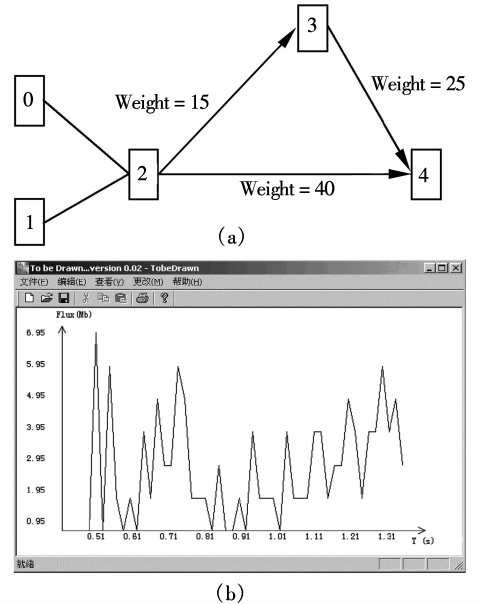 3
Weight = 15
Weight = 25
0
2
4
Weight = 40
1
(a)
To be Drawn...version 0.02 - TobeDrawn
文件(F) 编辑(E) 查看(V) 更改(M) 帮助(H)
Flux(Mb)
6.95
5.95
4.95
3.95
2.95
1.95
0.95
0.51 0.61 0.71 0.81 0.91 1.01 1.11 1.21 1.31
T (s)
就绪
(b)